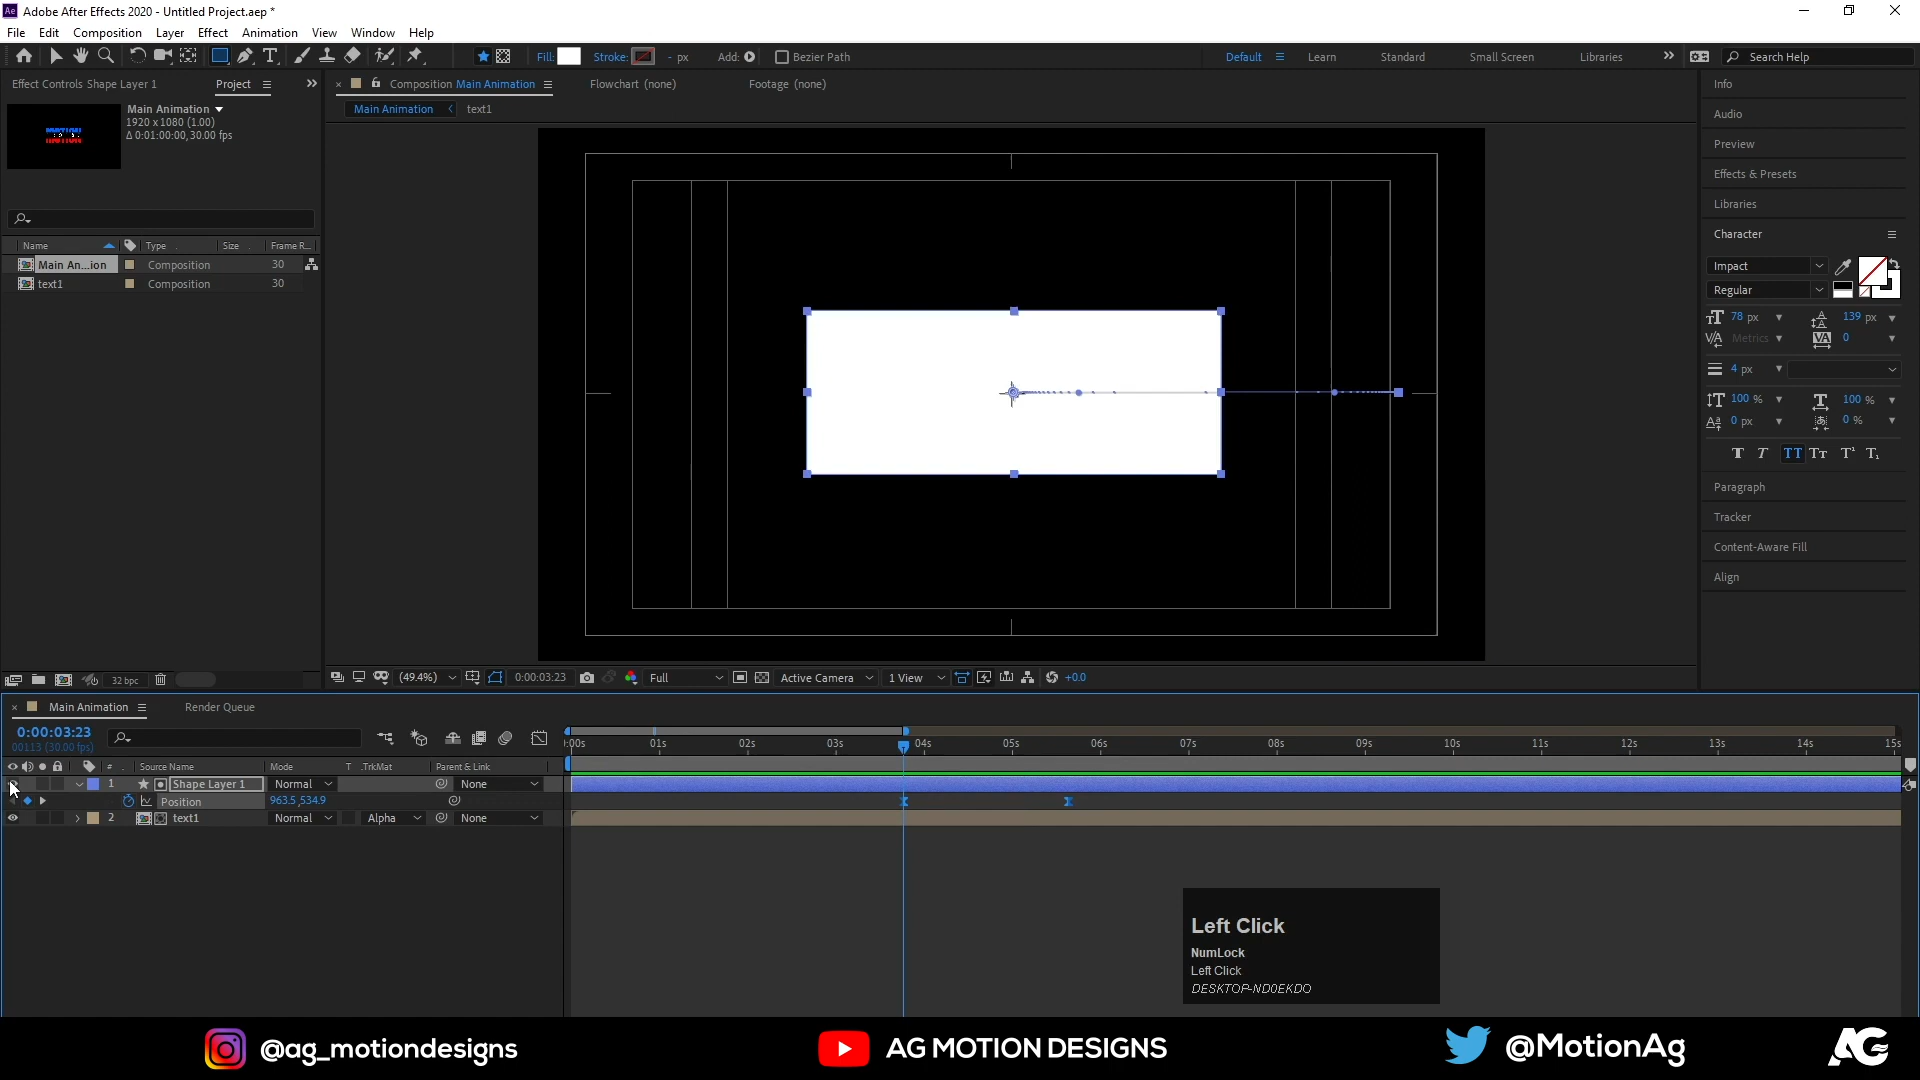 Ae Adobe After Effects 2020 - Untitled Project.aep *
File Edit Composition Layer Effect Animation View Window Help
Fill: Stroke: - px Add: Bezier Path Default Learn Standard Small Screen Libraries Search Help
Effect Controls Shape Layer 1 Project
Composition Main Animation Flowchart (none) Footage (none)
Main Animation text1
Main Animation
1920 x 1080 (1.00)
Δ 0:01:00:00, 30.00 fps
Name Type Size Frame R...
Main An...ion Composition 30
text1 Composition 30
32 bpc
(49.4%) 0:00:03:23 Full Active Camera 1 View +0.0
Info
Audio
Preview
Effects & Presets
Libraries
Character
Impact
Regular
78 px 139 px
Metrics 0
4 px
100 % 100 %
0 px 0 %
T T TT Tт T¹ T₁
Paragraph
Tracker
Content-Aware Fill
Align
Main Animation Render Queue
0:00:03:23
00113 (30.00 fps)
:00s 01s 02s 03s 04s 05s 06s 07s 08s 09s 10s 11s 12s 13s 14s 15s
# Source Name Mode T .TrkMat Parent & Link
1 Shape Layer 1 Normal None
Position 963.5,534.9
2 text1 Normal Alpha None
Left Click
NumLock
Left Click
DESKTOP-ND0EKDO
@ag_motiondesigns AG MOTION DESIGNS @MotionAg AG